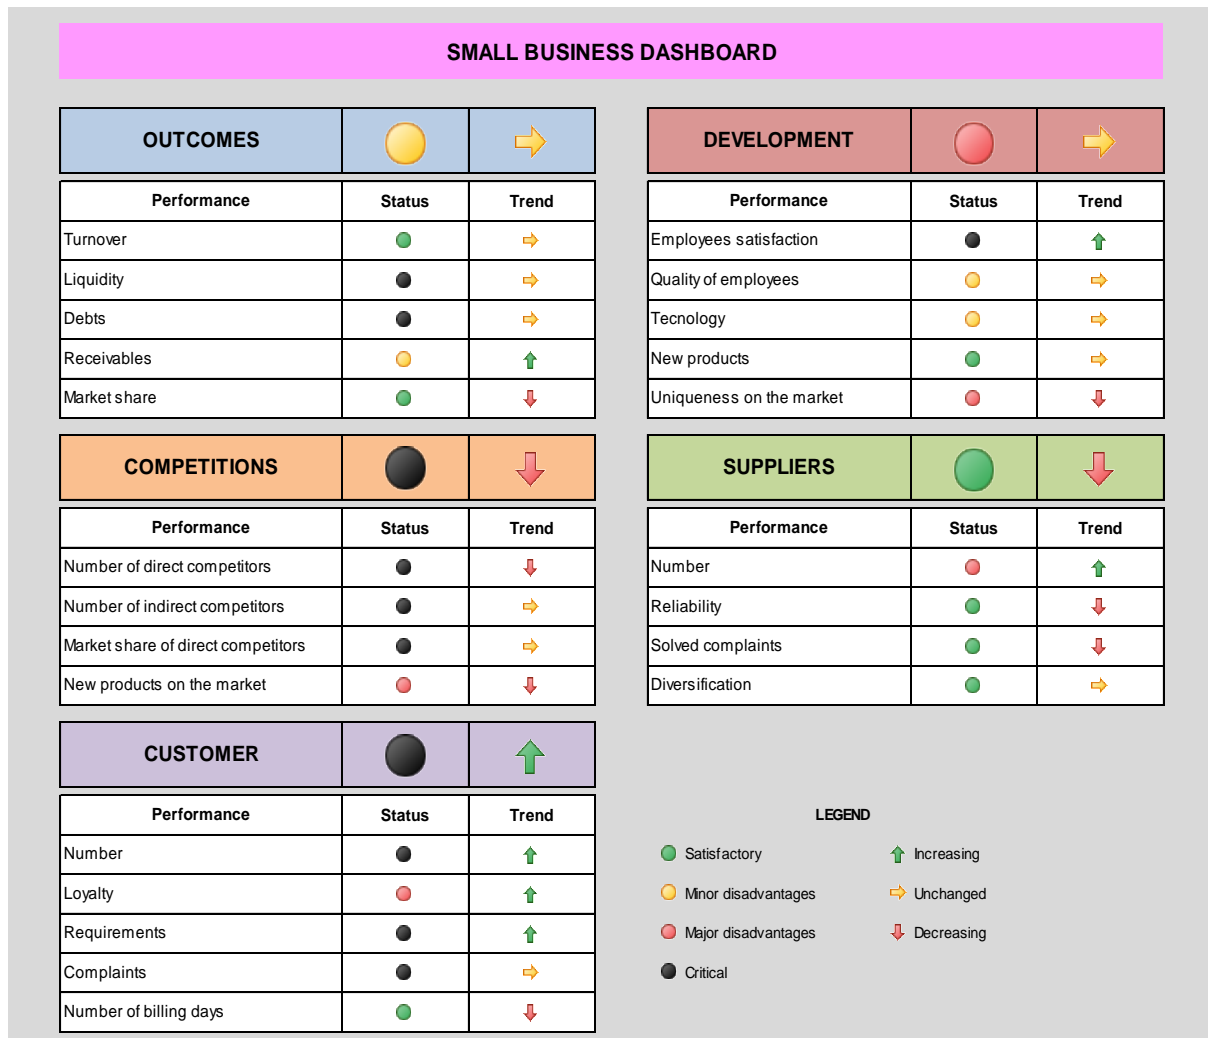 SMALL BUSINESS DASHBOARD
OUTCOMES
Performance Status Trend
Turnover
Liquidity
Debts
Receivables
Market share
DEVELOPMENT
Performance Status Trend
Employees satisfaction
Quality of employees
Tecnology
New products
Uniqueness on the market
COMPETITIONS
Performance Status Trend
Number of direct competitors
Number of indirect competitors
Market share of direct competitors
New products on the market
SUPPLIERS
Performance Status Trend
Number
Reliability
Solved complaints
Diversification
CUSTOMER
Performance Status Trend
Number
Loyalty
Requirements
Complaints
Number of billing days
LEGEND
Satisfactory Increasing
Minor disadvantages Unchanged
Major disadvantages Decreasing
Critical